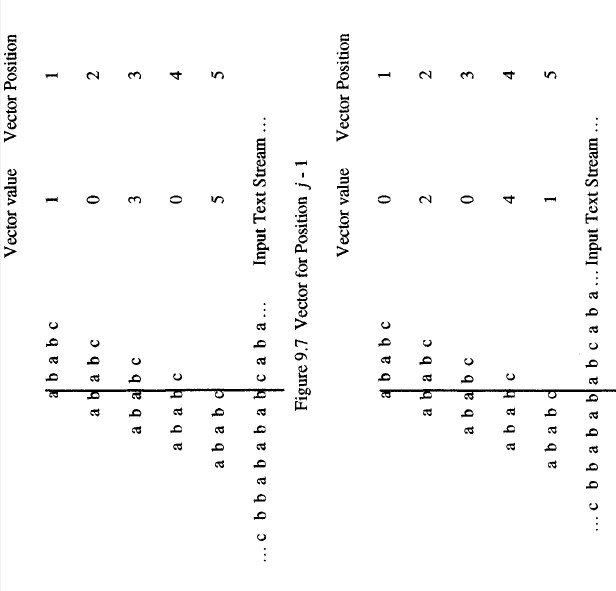 Vector value Vector Position
a b a b c 1 1
a b a b c 0 2
a b a b c 3 3
a b a b c 0 4
a b a b c 5 5
... c b b a b a b a b c a b a ... Input Text Stream ...
Figure 9.7 Vector for Position j - 1
Vector value Vector Position
a b a b c 0 1
a b a b c 2 2
a b a b c 0 3
a b a b c 4 4
a b a b c 1 5
... c b b a b a b a b c a b a ... Input Text Stream ...